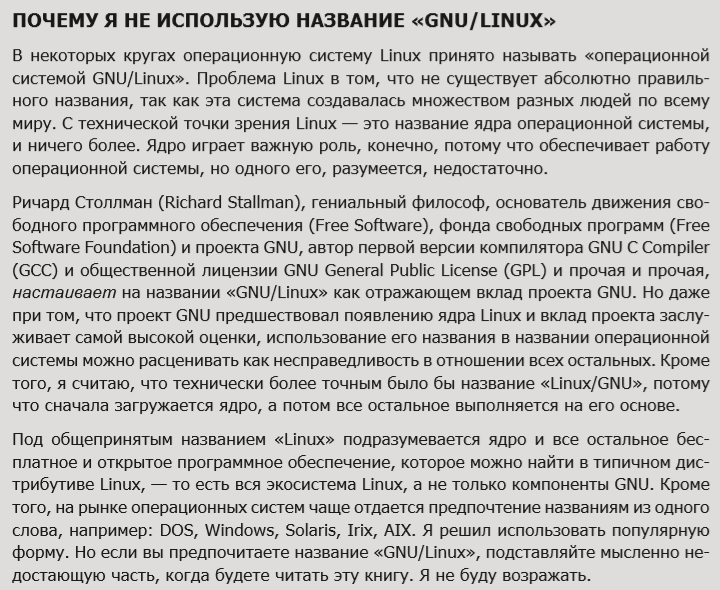 ПОЧЕМУ Я НЕ ИСПОЛЬЗУЮ НАЗВАНИЕ «GNU/LINUX»
В некоторых кругах операционную систему Linux принято называть «операционной
системой GNU/Linux». Проблема Linux в том, что не существует абсолютно правиль-
ного названия, так как эта система создавалась множеством разных людей по всему
миру. С технической точки зрения Linux — это название ядра операционной системы,
и ничего более. Ядро играет важную роль, конечно, потому что обеспечивает работу
операционной системы, но одного его, разумеется, недостаточно.
Ричард Столлман (Richard Stallman), гениальный философ, основатель движения сво-
бодного программного обеспечения (Free Software), фонда свободных программ (Free
Software Foundation) и проекта GNU, автор первой версии компилятора GNU C Compiler
(GCC) и общественной лицензии GNU General Public License (GPL) и прочая и прочая,
настаивает на названии «GNU/Linux» как отражающем вклад проекта GNU. Но даже
при том, что проект GNU предшествовал появлению ядра Linux и вклад проекта заслу-
живает самой высокой оценки, использование его названия в названии операционной
системы можно расценивать как несправедливость в отношении всех остальных. Кроме
того, я считаю, что технически более точным было бы название «Linux/GNU», потому
что сначала загружается ядро, а потом все остальное выполняется на его основе.
Под общепринятым названием «Linux» подразумевается ядро и все остальное бес-
платное и открытое программное обеспечение, которое можно найти в типичном дис-
трибутиве Linux, — то есть вся экосистема Linux, а не только компоненты GNU. Кроме
того, на рынке операционных систем чаще отдается предпочтение названиям из одного
слова, например: DOS, Windows, Solaris, Irix, AIX. Я решил использовать популярную
форму. Но если вы предпочитаете название «GNU/Linux», подставляйте мысленно не-
достающую часть, когда будете читать эту книгу. Я не буду возражать.